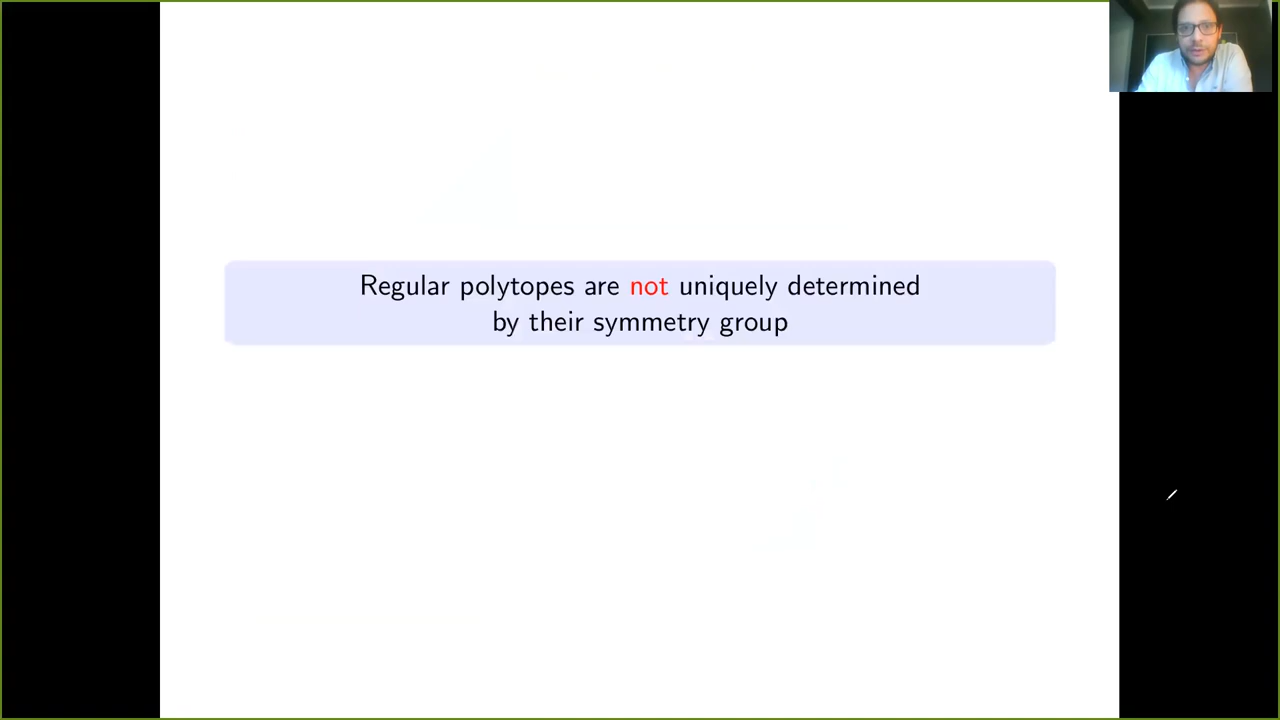 Regular polytopes are not uniquely determined
by their symmetry group